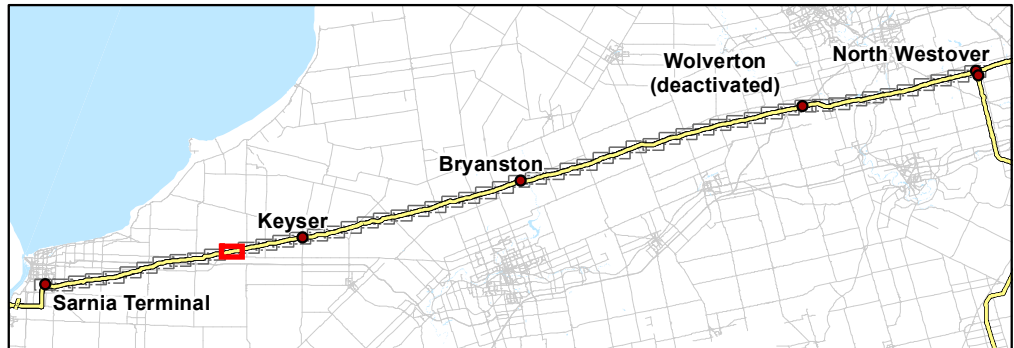 Wolverton
(deactivated)
North Westover
Bryanston
Keyser
Sarnia Terminal